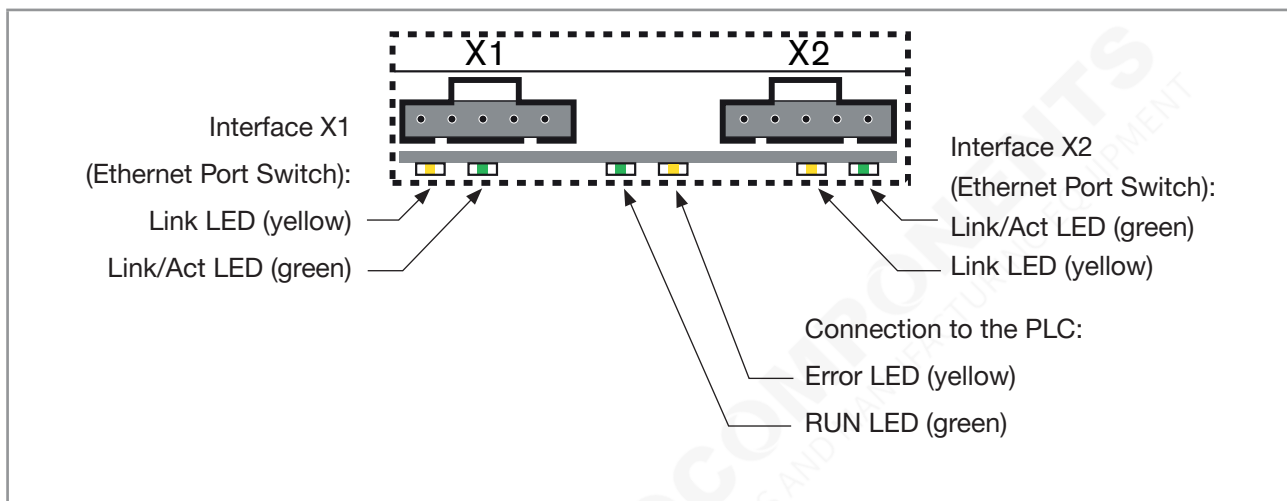 X1
X2
Interface X1
(Ethernet Port Switch):
Link LED (yellow)
Link/Act LED (green)
Interface X2
(Ethernet Port Switch):
Link/Act LED (green)
Link LED (yellow)
Connection to the PLC:
Error LED (yellow)
RUN LED (green)